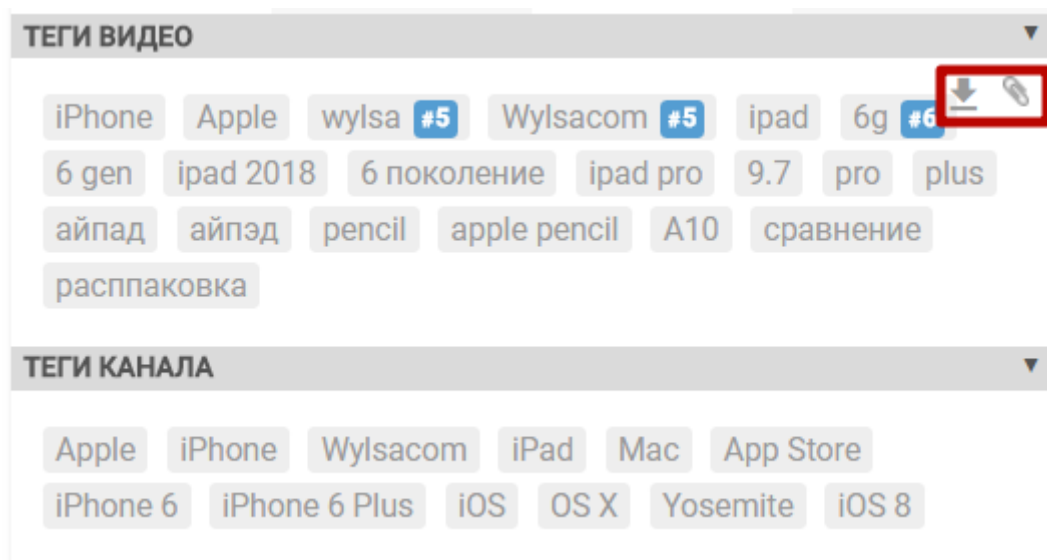 ТЕГИ ВИДЕО
iPhone Apple wylsa #5 Wylsacom #5 ipad 6g #6
6 gen ipad 2018 6 поколение ipad pro 9.7 pro plus
айпад айпэд pencil apple pencil A10 сравнение
расппаковка
ТЕГИ КАНАЛА
Apple iPhone Wylsacom iPad Mac App Store
iPhone 6 iPhone 6 Plus iOS OS X Yosemite iOS 8